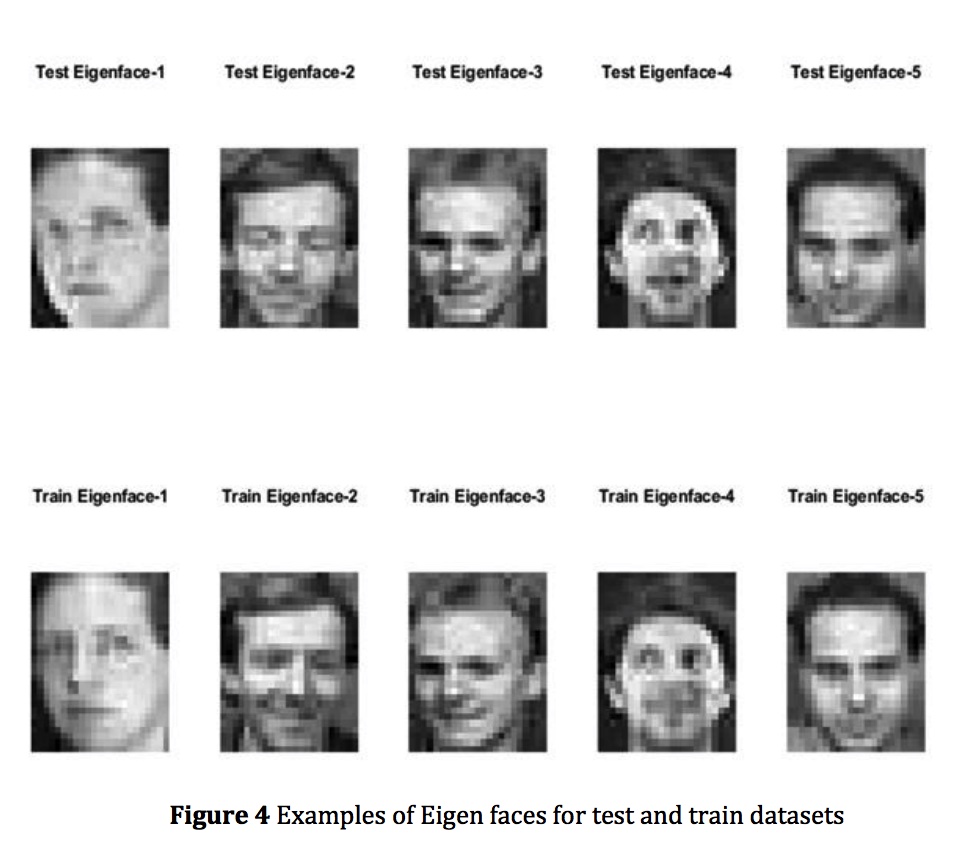 Test Eigenface-1 Test Eigenface-2 Test Eigenface-3 Test Eigenface-4 Test Eigenface-5
Train Eigenface-1 Train Eigenface-2 Train Eigenface-3 Train Eigenface-4 Train Eigenface-5
Figure 4 Examples of Eigen faces for test and train datasets